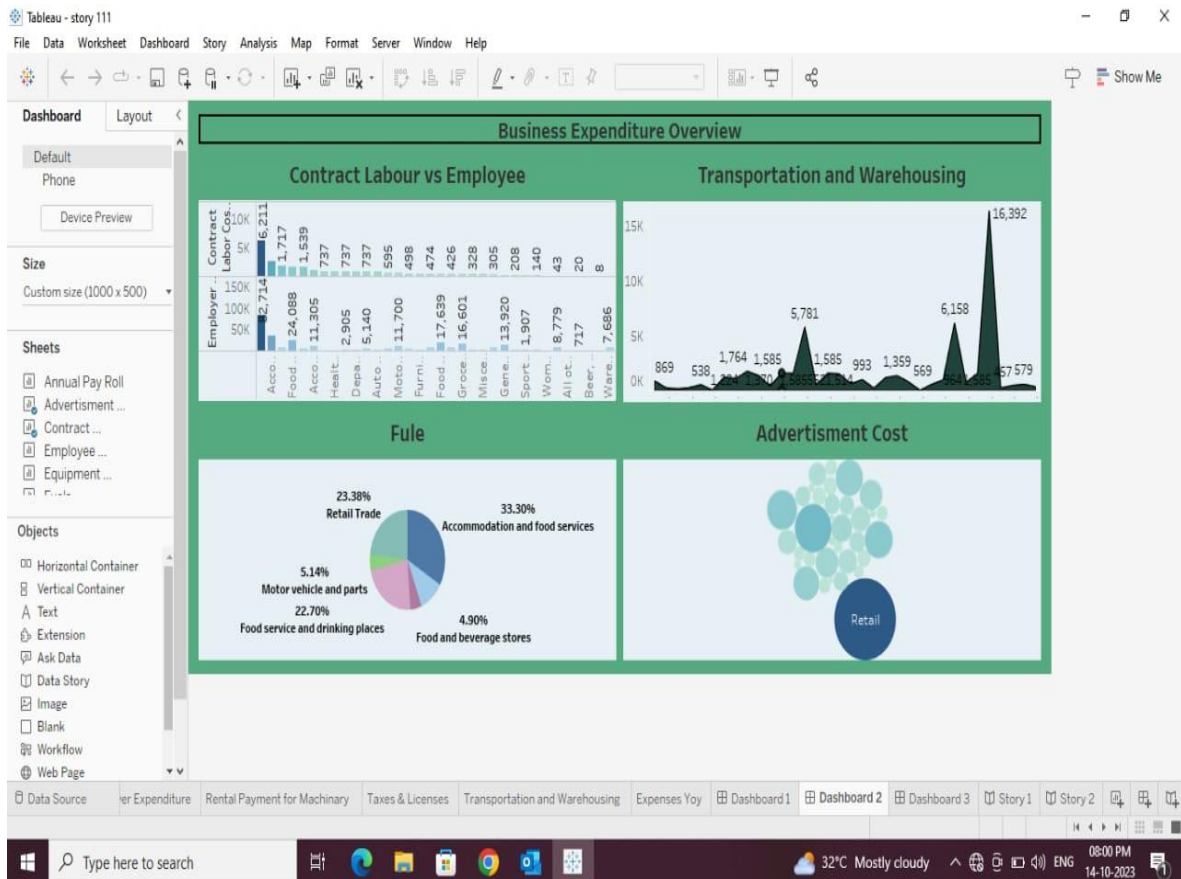 Tableau - story 111
File Data Worksheet Dashboard Story Analysis Map Format Server Window Help
Show Me
Dashboard Layout
Default
Phone
Device Preview
Size
Custom size (1000 x 500)
Sheets
Annual Pay Roll
Advertisment ...
Contract ...
Employee ...
Equipment ...
Objects
Horizontal Container
Vertical Container
A Text
Extension
Ask Data
Data Story
Image
Blank
Workflow
Web Page
Business Expenditure Overview
Contract Labour vs Employee
Contract
Labor Cos..
10K
5K
6,211
1,717
1,539
737
737
737
595
498
474
426
328
305
208
140
43
20
8
Employer ..
150K
100K
50K
82,714
24,088
11,305
2,905
5,140
11,700
17,639
16,601
13,920
1,907
8,779
717
7,686
Acco..
Food..
Acco..
Healt..
Depa..
Auto..
Moto..
Furni..
Food..
Groce..
Misce..
Gene..
Sport..
Wom..
All ot..
Beer, ..
Ware..
Transportation and Warehousing
15K
10K
5K
0K
869
538
1,764
1,585
5,781
1,585
993
1,359
569
6,158
16,392
457
579
Fule
23.38%
Retail Trade
33.30%
Accommodation and food services
5.14%
Motor vehicle and parts
22.70%
Food service and drinking places
4.90%
Food and beverage stores
Advertisment Cost
Retail
Data Source er Expenditure Rental Payment for Machinary Taxes & Licenses Transportation and Warehousing Expenses Yoy Dashboard 1 Dashboard 2 Dashboard 3 Story 1 Story 2
Type here to search
32°C Mostly cloudy
ENG
08:00 PM
14-10-2023